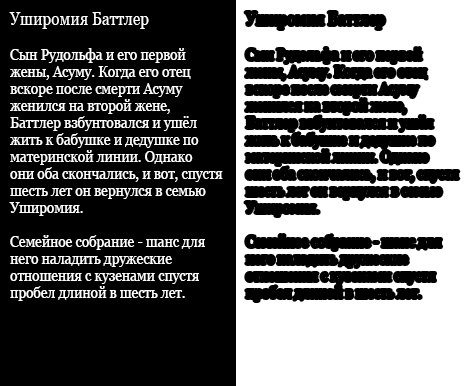 Уширомия Баттлер
Сын Рудольфа и его первой
жены, Асуму. Когда его отец
вскоре после смерти Асуму
женился на второй жене,
Баттлер взбунтовался и ушёл
жить к бабушке и дедушке по
материнской линии. Однако
они оба скончались, и вот, спустя
шесть лет он вернулся в семью
Уширомия.
Семейное собрание - шанс для
него наладить дружеские
отношения с кузенами спустя
пробел длиной в шесть лет.
Уширомия Баттлер
Сын Рудольфа и его первой
жены, Асуму. Когда его отец
вскоре после смерти Асуму
женился на второй жене,
Баттлер взбунтовался и ушёл
жить к бабушке и дедушке по
материнской линии. Однако
они оба скончались, и вот, спустя
шесть лет он вернулся в семью
Уширомия.
Семейное собрание - шанс для
него наладить дружеские
отношения с кузенами спустя
пробел длиной в шесть лет.